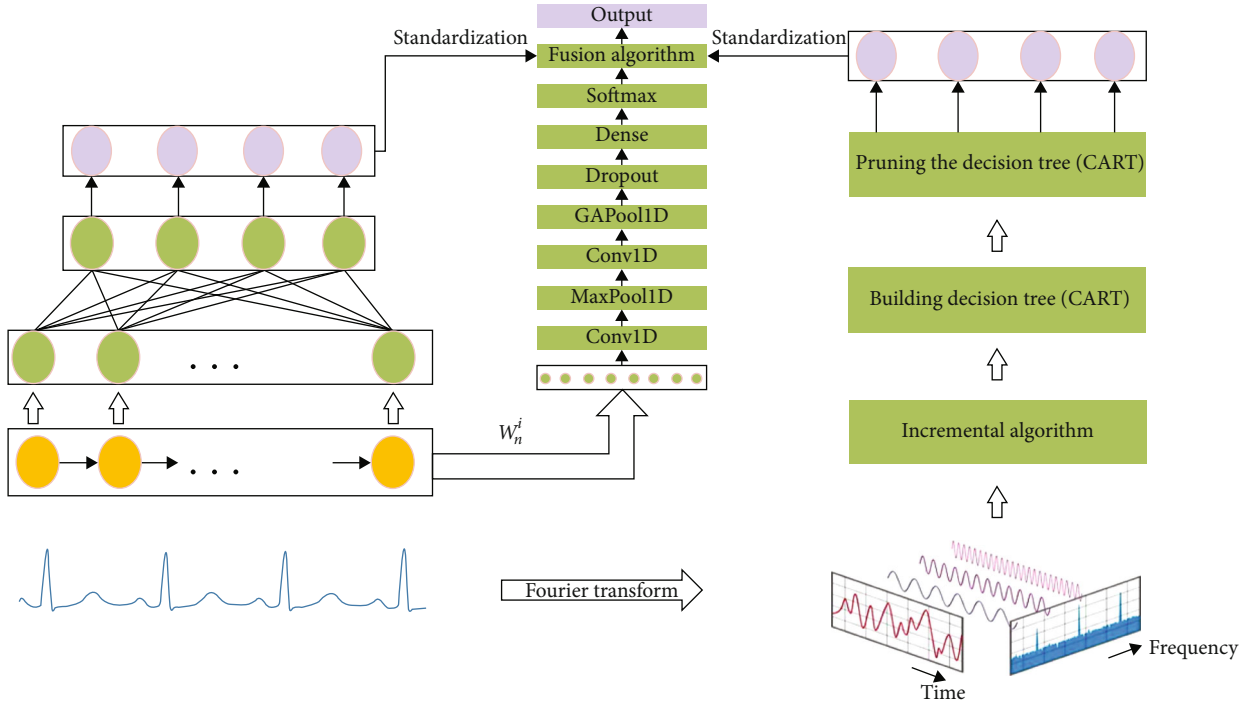 Output
Standardization
Fusion algorithm
Standardization
Softmax
Dense
Dropout
GAPool1D
Conv1D
MaxPool1D
Conv1D
Pruning the decision tree (CART)
Building decision tree (CART)
Incremental algorithm
. . .
W_n^i
. . .
Fourier transform
Frequency
Time